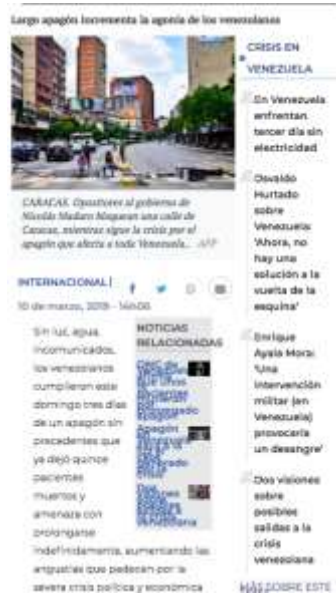 Largo apagón incrementa la agonía de los venezolanos
CARACAS. Opositores al gobierno de
Nicolás Maduro bloquean una calle de
Caracas, mientras sigue la crisis por el
apagón que afecta a toda Venezuela. AFP
INTERNACIONAL|
10 de marzo, 2019 - 14h06
Sin luz, agua,
incomunicados,
los venezolanos
cumplieron este
domingo tres días
de un apagón sin
precedentes que
ya dejó quince
pacientes
muertos y
amenaza con
prolongarse
indefinidamente, aumentando las
angustias que padecen por la
severa crisis política y económica
NOTICIAS
RELACIONADAS
CRISIS EN
VENEZUELA
En Venezuela
enfrentan
tercer día sin
electricidad
Osvaldo
Hurtado
sobre
Venezuela:
'Ahora, no
hay una
solución a la
vuelta de la
esquina'
Enrique
Ayala Mora:
'Una
intervención
militar (en
Venezuela)
provocaría
un desangre'
Dos visiones
sobre
posibles
salidas a la
crisis
venezolana
MÁS SOBRE ESTE